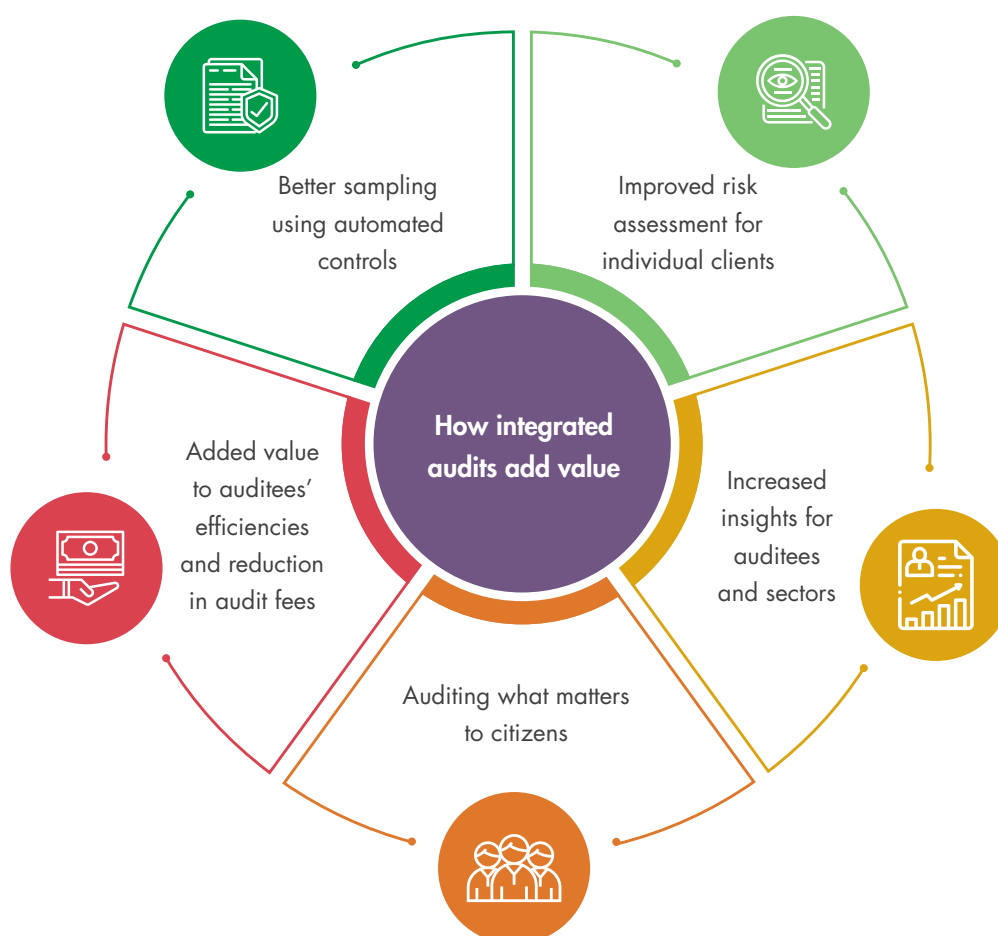 Better sampling
using automated
controls
Improved risk
assessment for
individual clients
How integrated
audits add value
Added value
to auditees’
efficiencies
and reduction
in audit fees
Increased
insights for
auditees
and sectors
Auditing what matters
to citizens